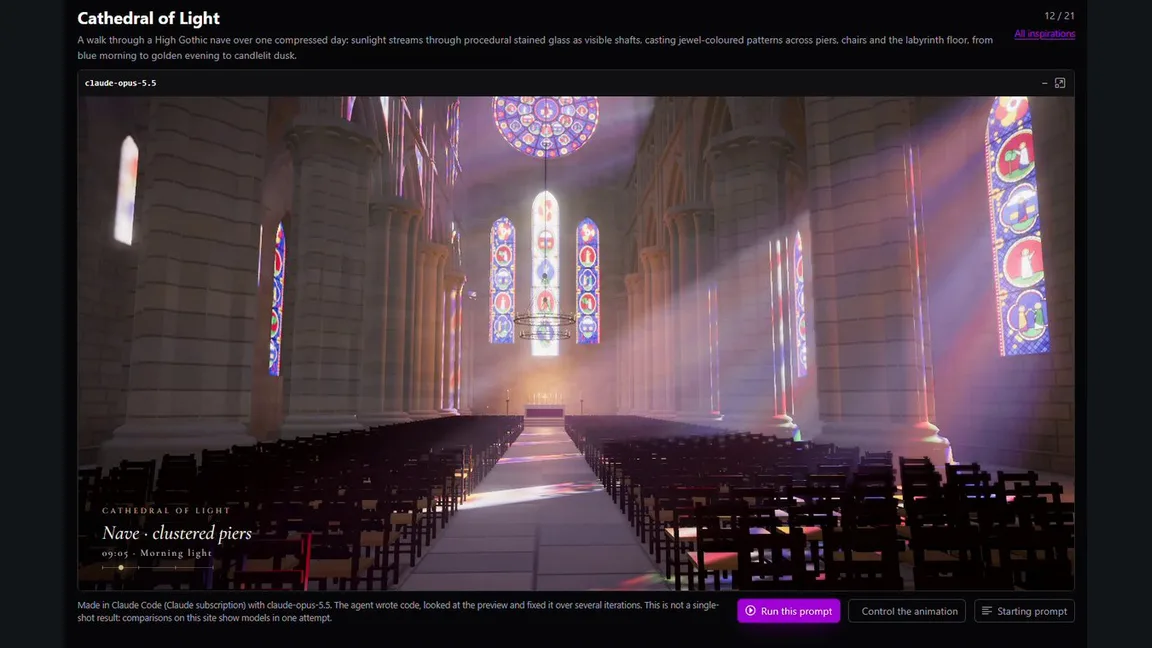 Cathedral of Light
12 / 21
A walk through a High Gothic nave over one compressed day: sunlight streams through procedural stained glass as visible shafts, casting jewel-coloured patterns across piers, chairs and the labyrinth floor, from
blue morning to golden evening to candlelit dusk.
All inspirations
claude-opus-5.5
CATHEDRAL OF LIGHT
Nave · clustered piers
09:05 · Morning light
Made in Claude Code (Claude subscription) with claude-opus-5.5. The agent wrote code, looked at the preview and fixed it over several iterations. This is not a single-
shot result: comparisons on this site show models in one attempt.
Run this prompt
Control the animation
Starting prompt